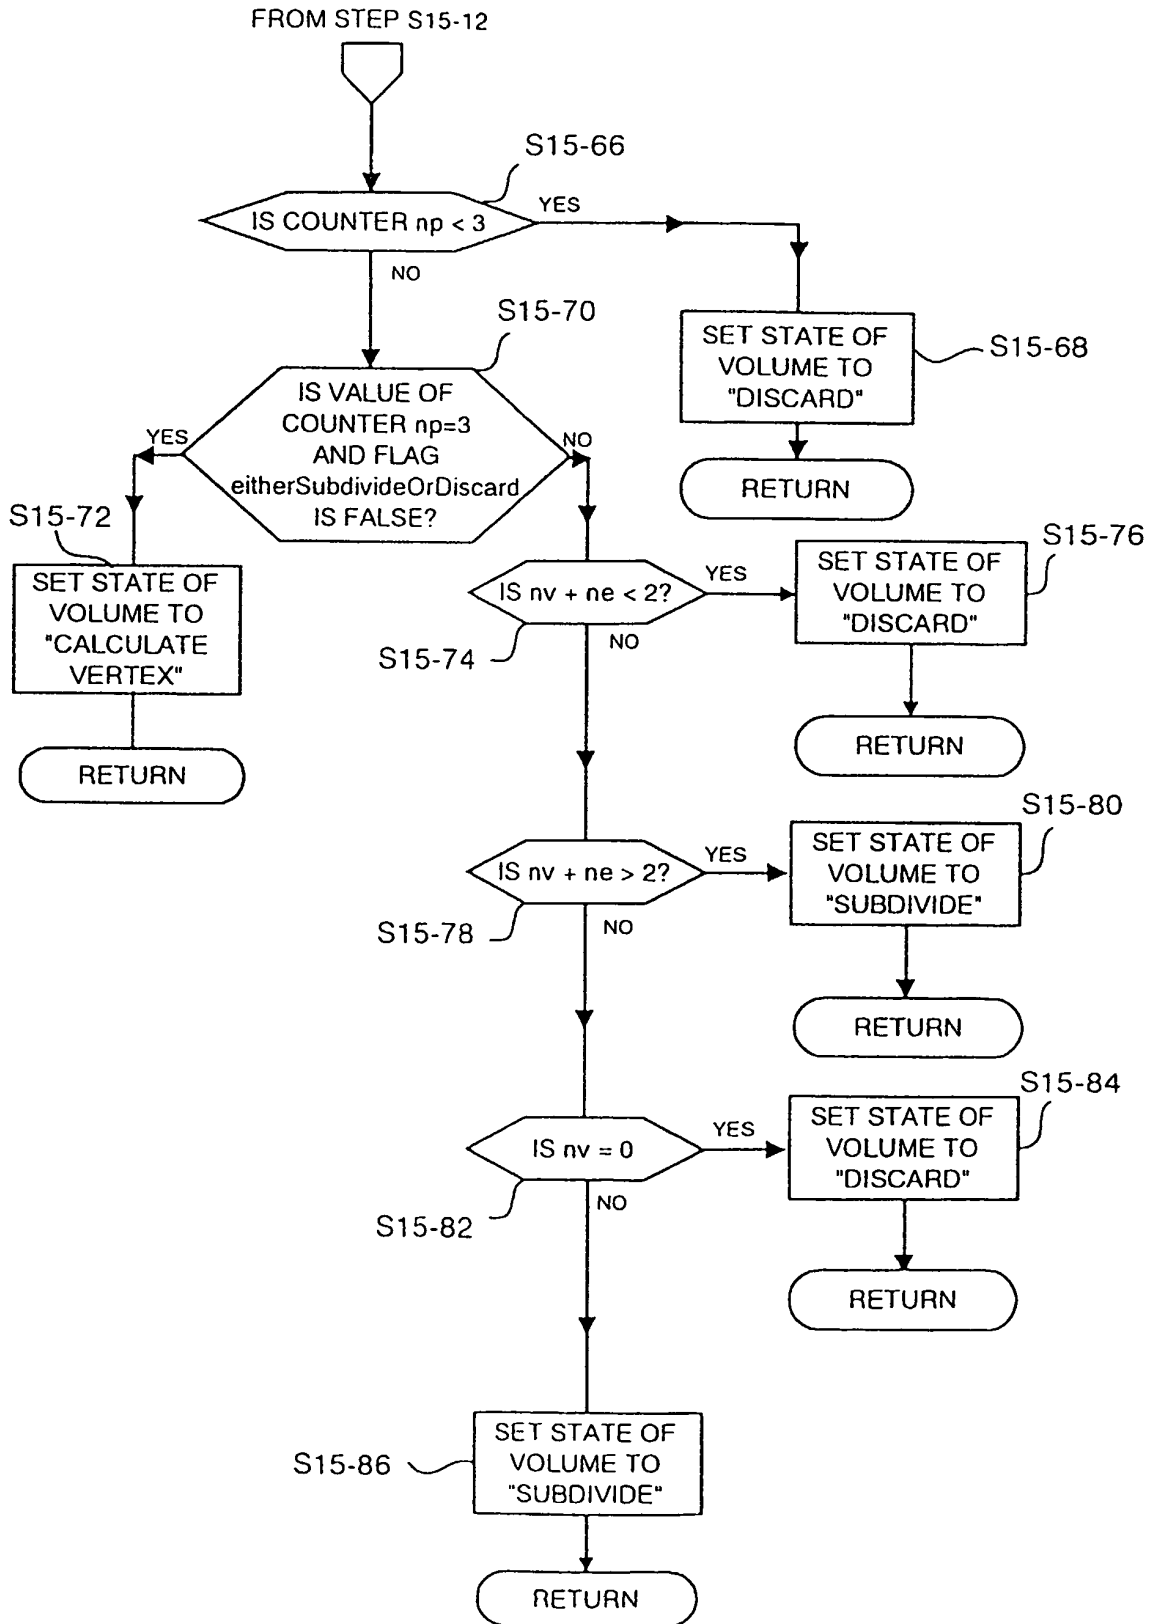 FROM STEP S15-12
S15-66
IS COUNTER np < 3
YES
NO
S15-70
IS VALUE OF
COUNTER np=3
AND FLAG
eitherSubdivideOrDiscard
IS FALSE?
YES
NO
SET STATE OF
VOLUME TO
"DISCARD"
S15-68
RETURN
S15-72
SET STATE OF
VOLUME TO
"CALCULATE
VERTEX"
RETURN
IS nv + ne < 2?
YES
NO
S15-74
S15-76
SET STATE OF
VOLUME TO
"DISCARD"
RETURN
IS nv + ne > 2?
YES
NO
S15-78
S15-80
SET STATE OF
VOLUME TO
"SUBDIVIDE"
RETURN
IS nv = 0
YES
NO
S15-82
S15-84
SET STATE OF
VOLUME TO
"DISCARD"
RETURN
S15-86
SET STATE OF
VOLUME TO
"SUBDIVIDE"
RETURN